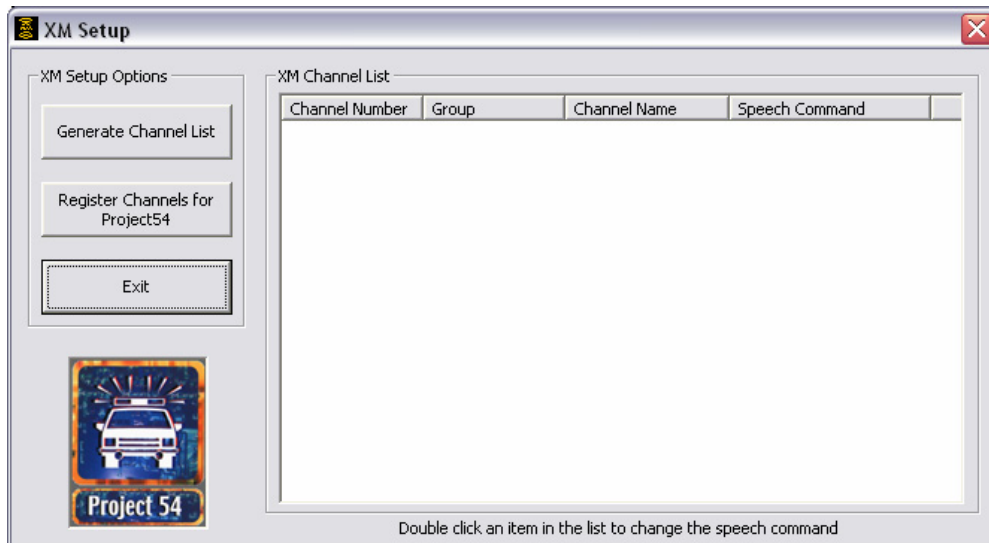 XM Setup
XM Setup Options
Generate Channel List
Register Channels for
Project54
Exit
Project 54
XM Channel List
Channel Number Group Channel Name Speech Command
Double click an item in the list to change the speech command